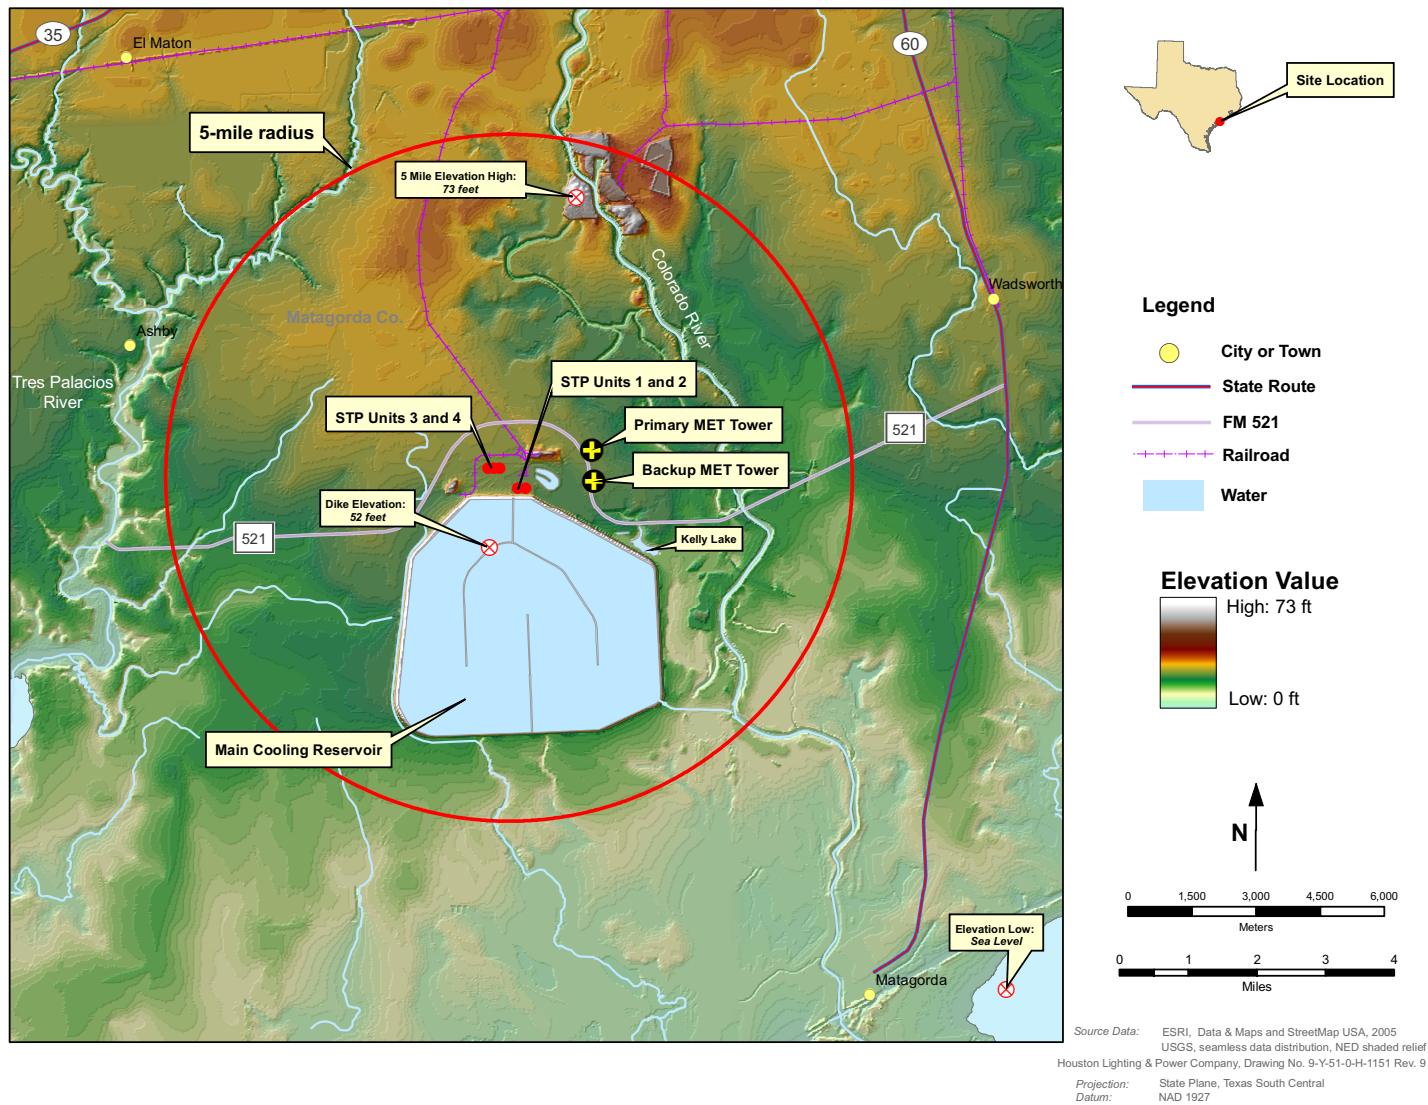 35
El Maton
60
5-mile radius
5 Mile Elevation High:
73 feet
Colorado River
Wadsworth
Matagorda Co.
Ashby
Tres Palacios
River
STP Units 1 and 2
STP Units 3 and 4
Primary MET Tower
521
Backup MET Tower
Dike Elevation:
52 feet
521
Kelly Lake
Main Cooling Reservoir
Elevation Low:
Sea Level
Matagorda
Site Location
Legend
City or Town
State Route
FM 521
Railroad
Water
Elevation Value
High: 73 ft
Low: 0 ft
N
0 1,500 3,000 4,500 6,000
Meters
0 1 2 3 4
Miles
Source Data: ESRI, Data & Maps and StreetMap USA, 2005
USGS, seamless data distribution, NED shaded relief
Houston Lighting & Power Company, Drawing No. 9-Y-51-0-H-1151 Rev. 9
Projection: State Plane, Texas South Central
Datum: NAD 1927